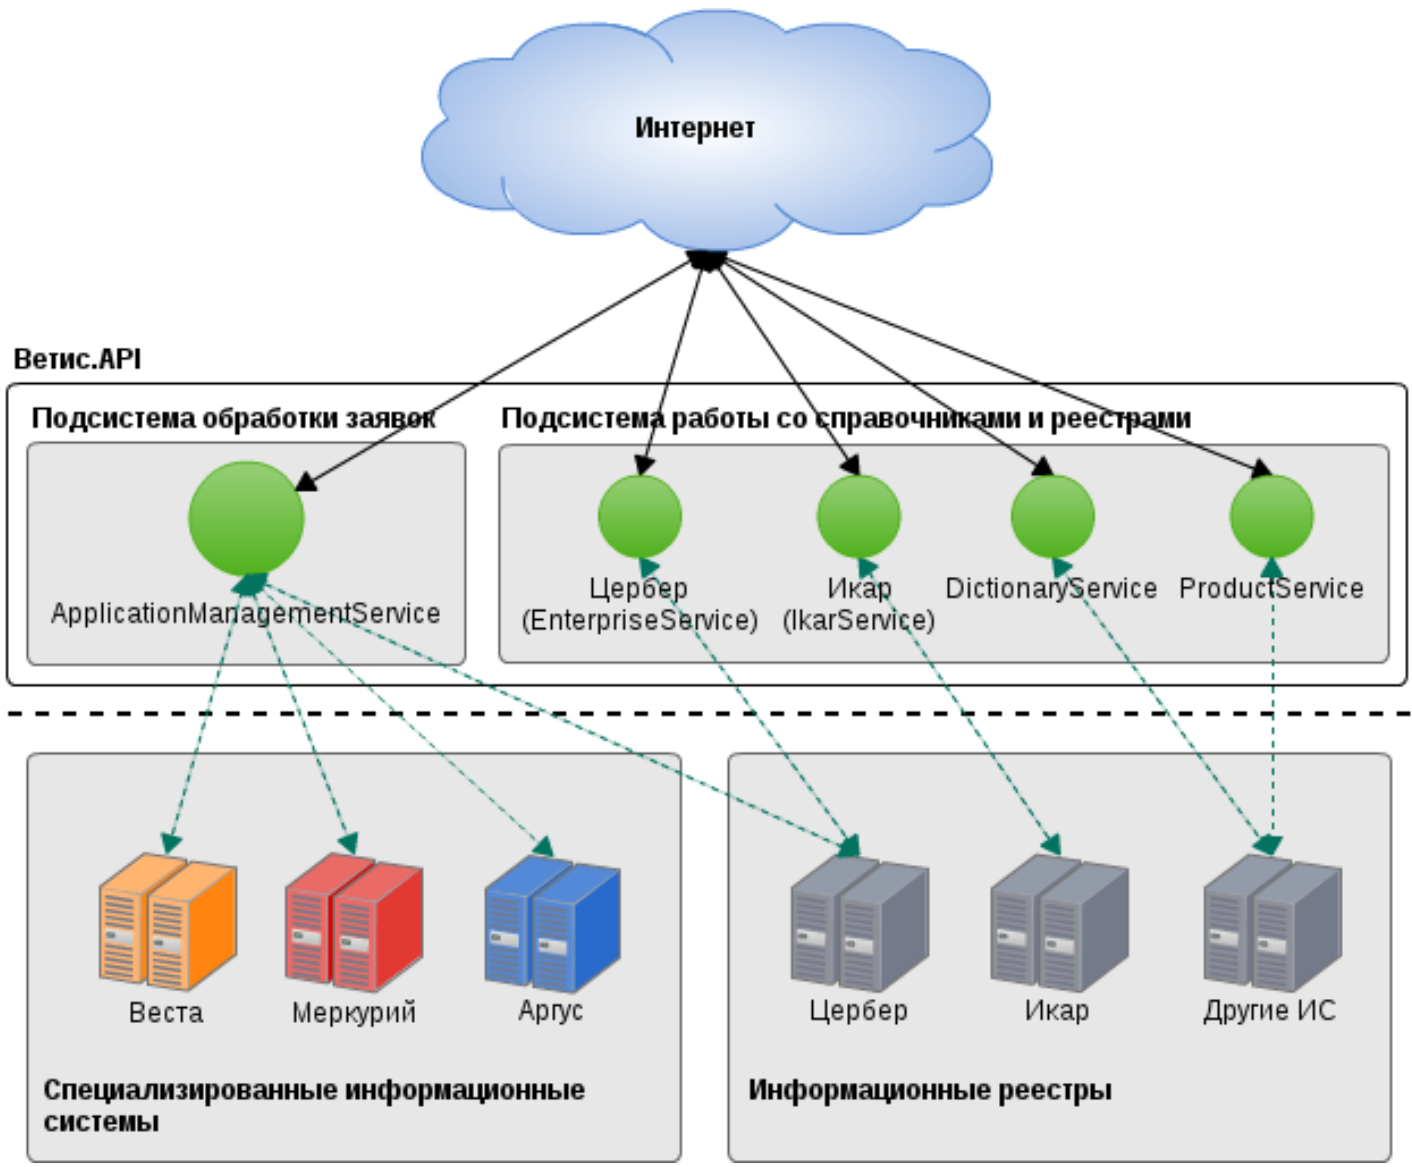 Интернет
Ветис.API
Подсистема обработки заявок
Подсистема работы со справочниками и реестрами
ApplicationManagementService
Цербер
(EnterpriseService)
Икар
(IkarService)
DictionaryService
ProductService
Веста
Меркурий
Аргус
Цербер
Икар
Другие ИС
Специализированные информационные
системы
Информационные реестры